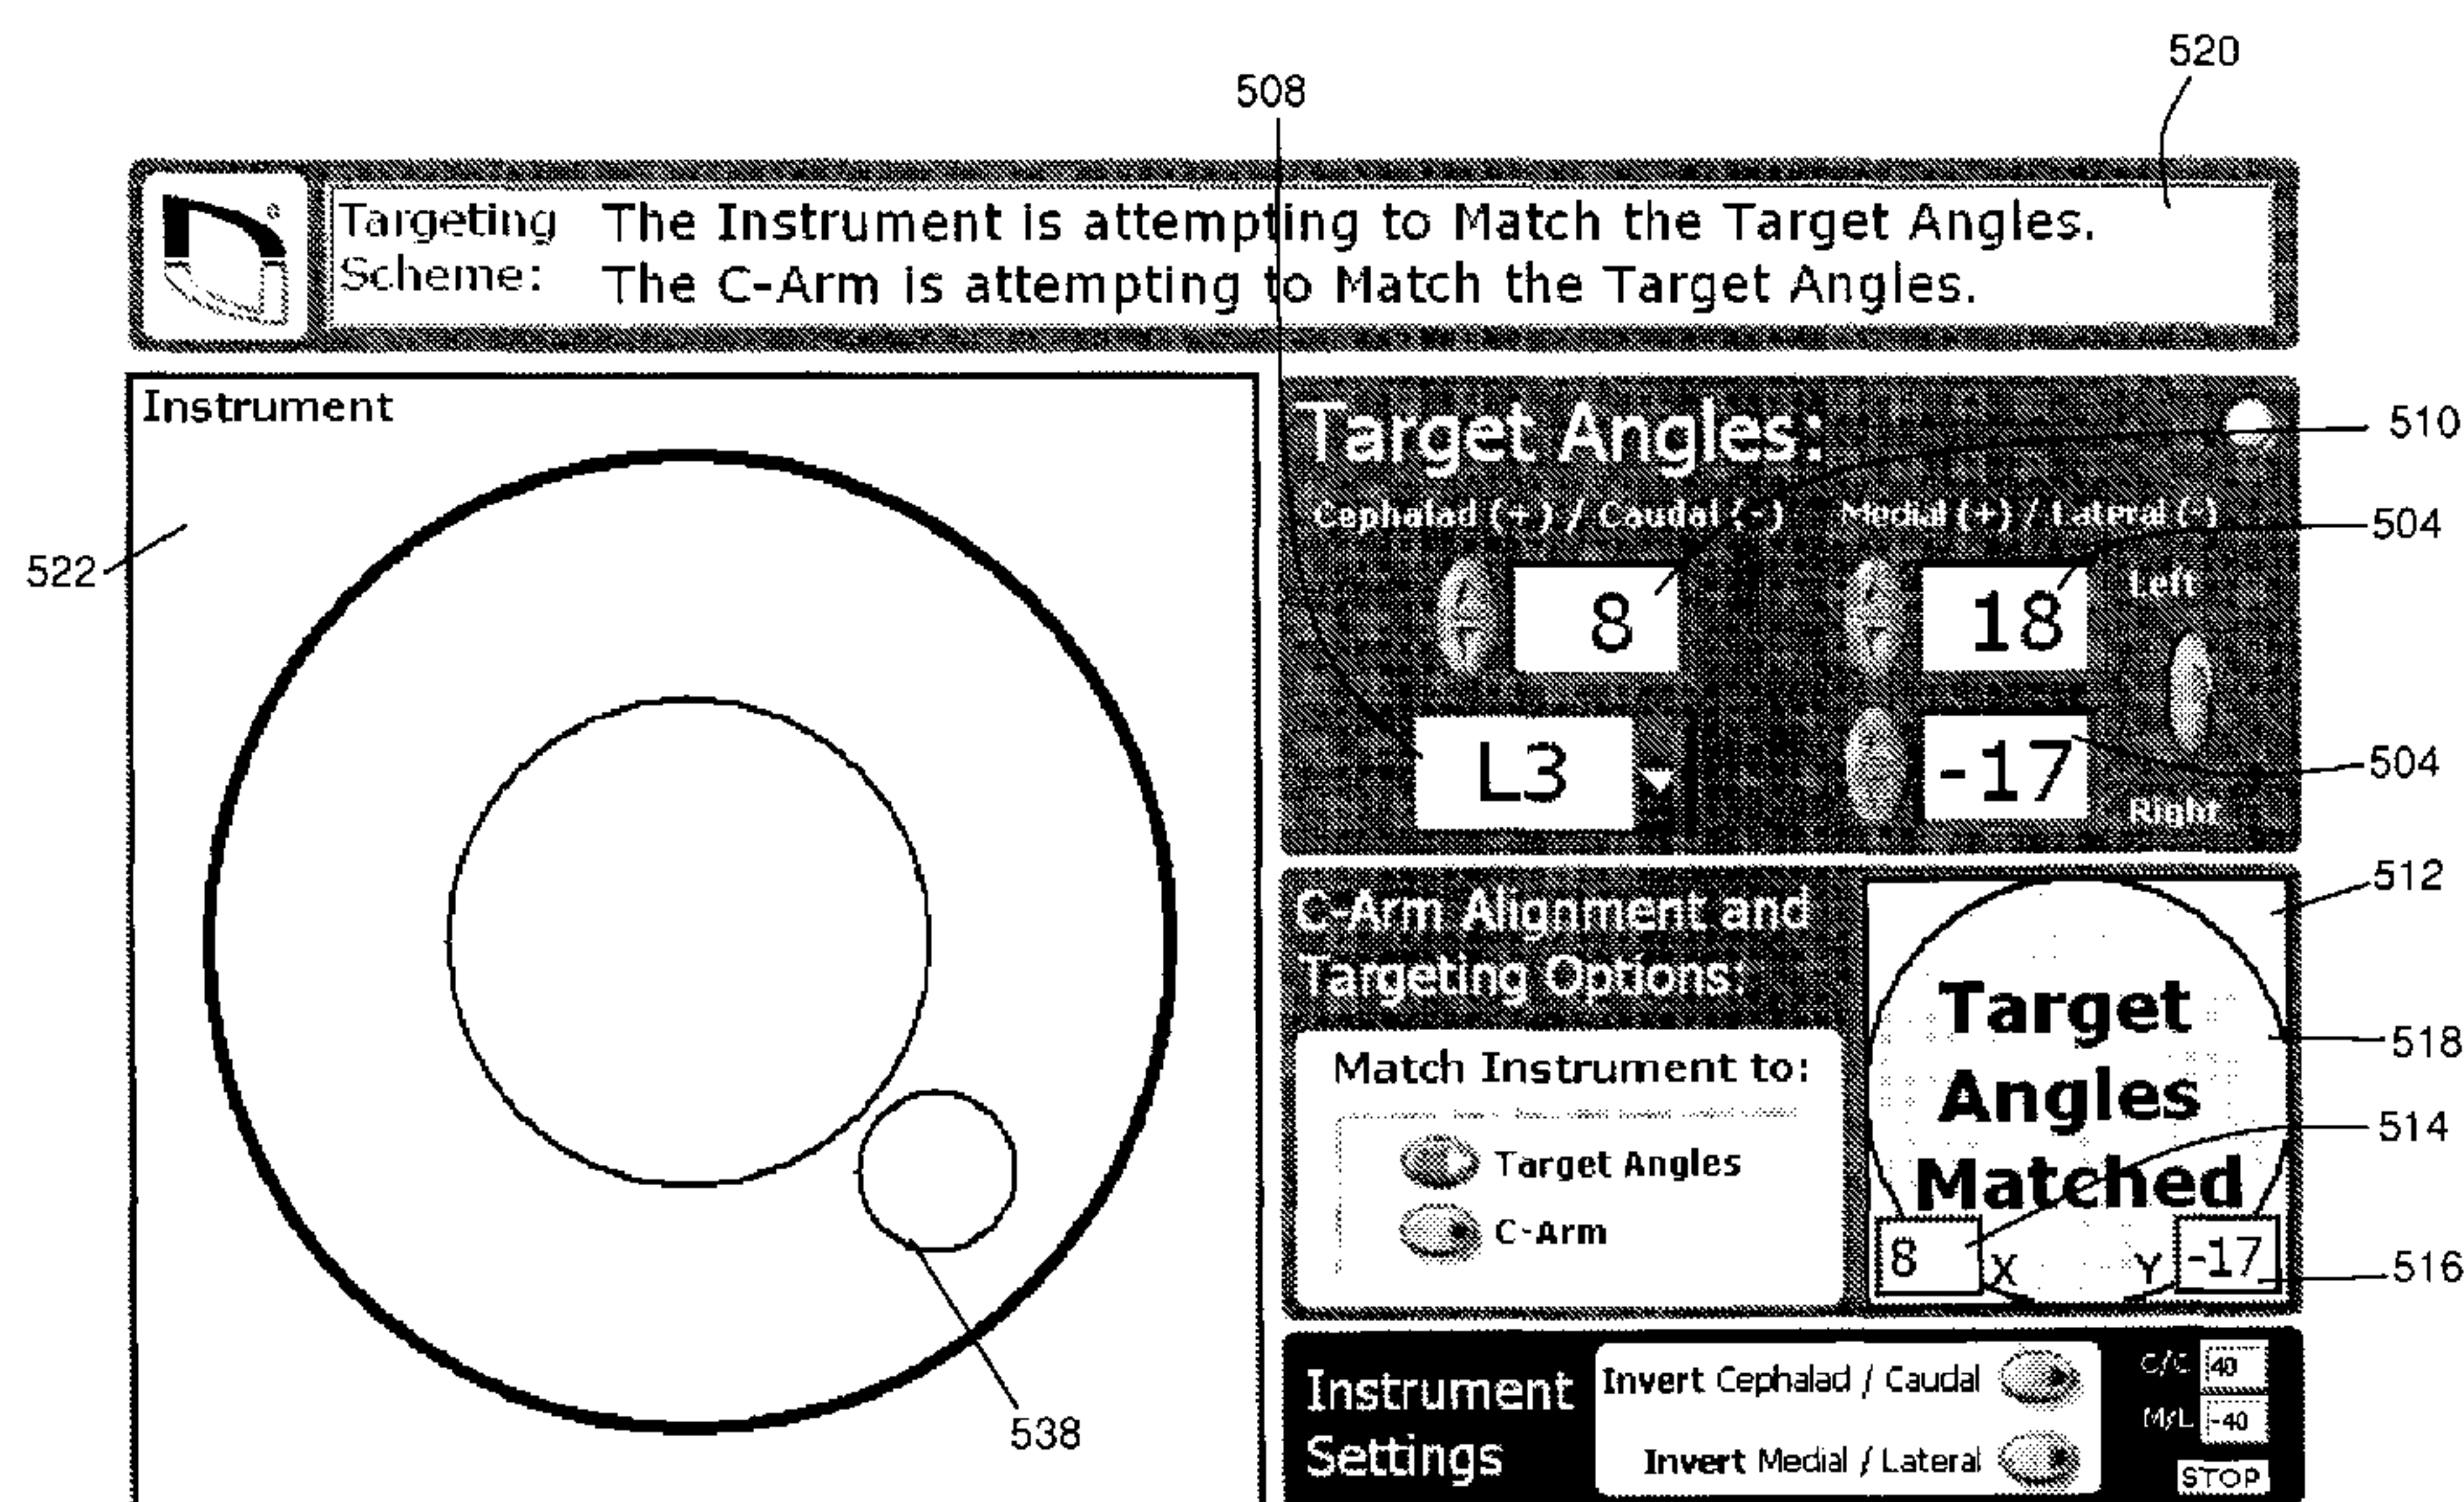 520
508
Targeting Scheme: The Instrument is attempting to Match the Target Angles.
The C-Arm is attempting to Match the Target Angles.
Instrument
522
538
Target Angles:
510
Cephalad (+) / Caudal (-) Medial (+) / Lateral (-)
504
8 18 Left
L3 -17 Right
504
C-Arm Alignment and
Targeting Options:
512
Match Instrument to:
Target Angles
C-Arm
Target
Angles
Matched
518
514
8 X Y -17
516
Instrument
Settings
Invert Cephalad / Caudal
Invert Medial / Lateral
C/C 40
M/L -40
STOP